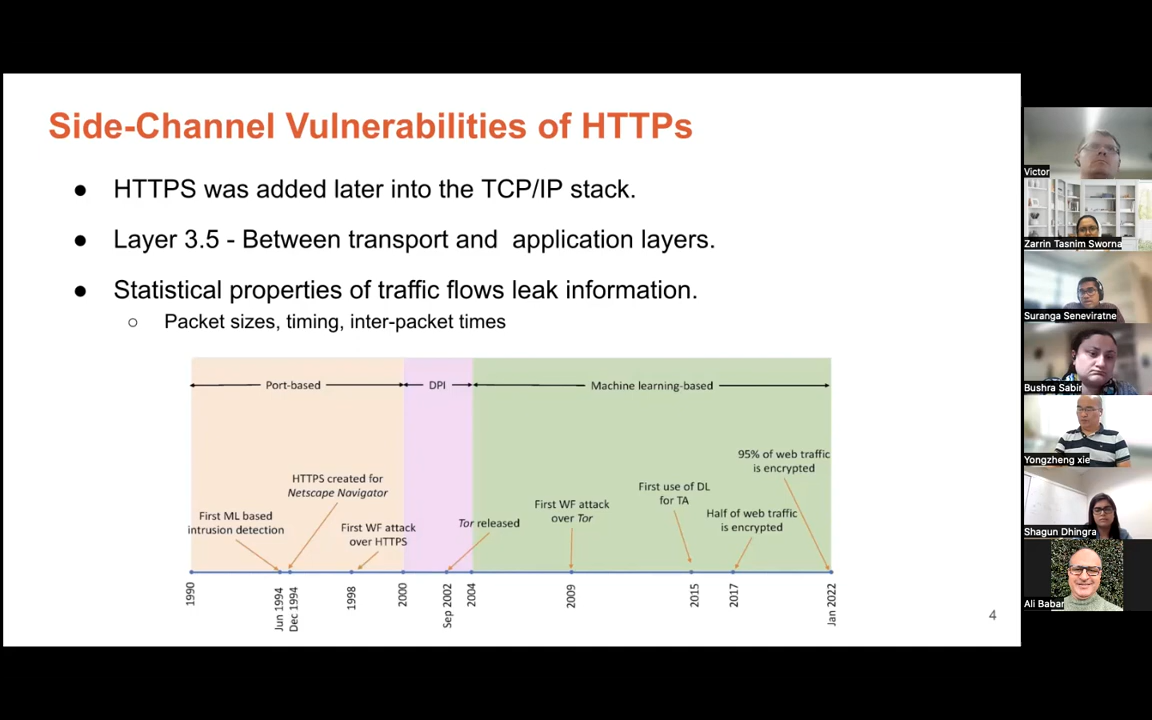 Side-Channel Vulnerabilities of HTTPs
● HTTPS was added later into the TCP/IP stack.
● Layer 3.5 - Between transport and application layers.
● Statistical properties of traffic flows leak information.
○ Packet sizes, timing, inter-packet times
Port-based
DPI
Machine learning-based
First ML based
intrusion detection
HTTPS created for
Netscape Navigator
First WF attack
over HTTPS
Tor released
First WF attack
over Tor
First use of DL
for TA
Half of web traffic
is encrypted
95% of web traffic
is encrypted
1990
Jun 1994
Dec 1994
1998
2000
Sep 2002
2004
2009
2015
2017
Jan 2022
4
Victor
Zarrin Tasnim Sworna
Suranga Seneviratne
Bushra Sabir
Yongzheng xie
Shagun Dhingra
Ali Babar